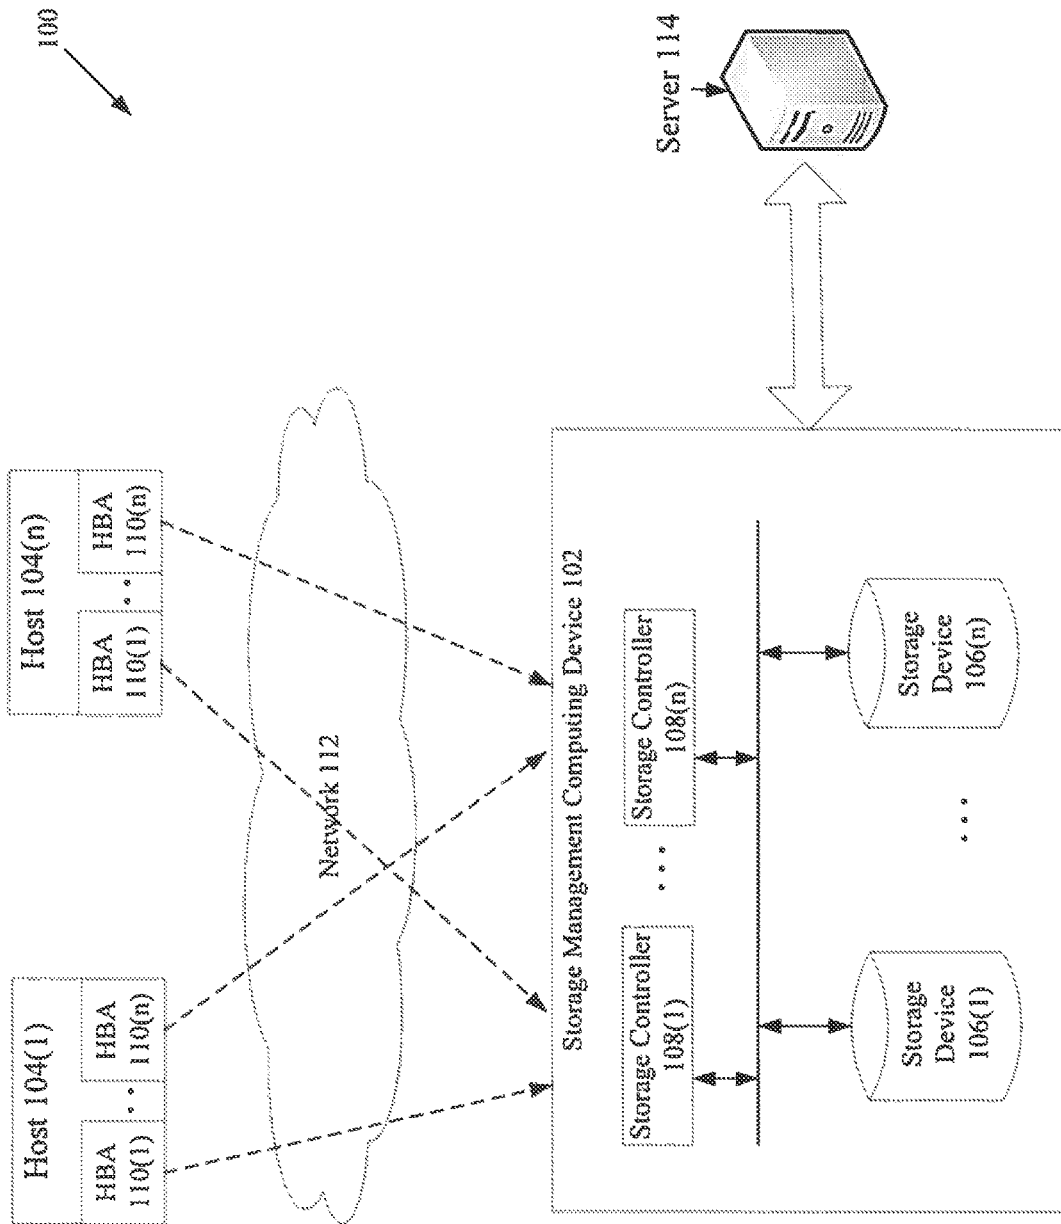 100
Host 104(1)
HBA
110(1)
• •
HBA
110(n)
Host 104(n)
HBA
110(1)
• •
HBA
110(n)
Network 112
Storage Management Computing Device 102
Storage Controller
108(1)
• • •
Storage Controller
108(n)
Storage
Device
106(1)
• • •
Storage
Device
106(n)
Server 114